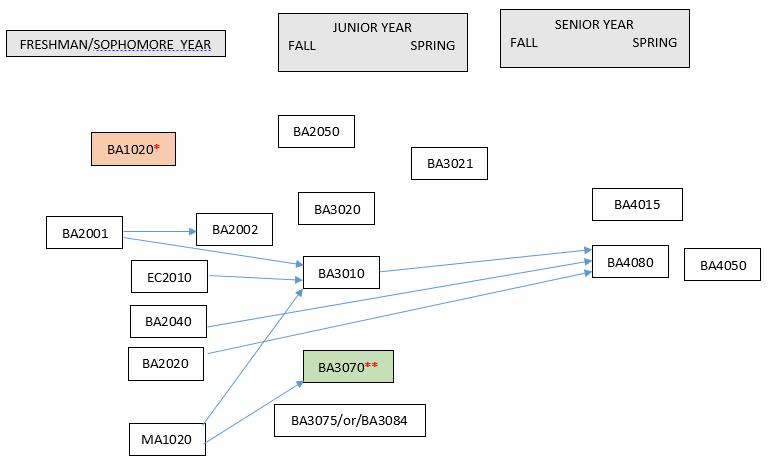 FRESHMAN/SOPHOMORE YEAR
JUNIOR YEAR
FALL SPRING
SENIOR YEAR
FALL SPRING
BA1020*
BA2050
BA3021
BA2001
BA2002
BA3020
BA4015
EC2010
BA3010
BA4080
BA4050
BA2040
BA2020
BA3070**
BA3075/or/BA3084
MA1020